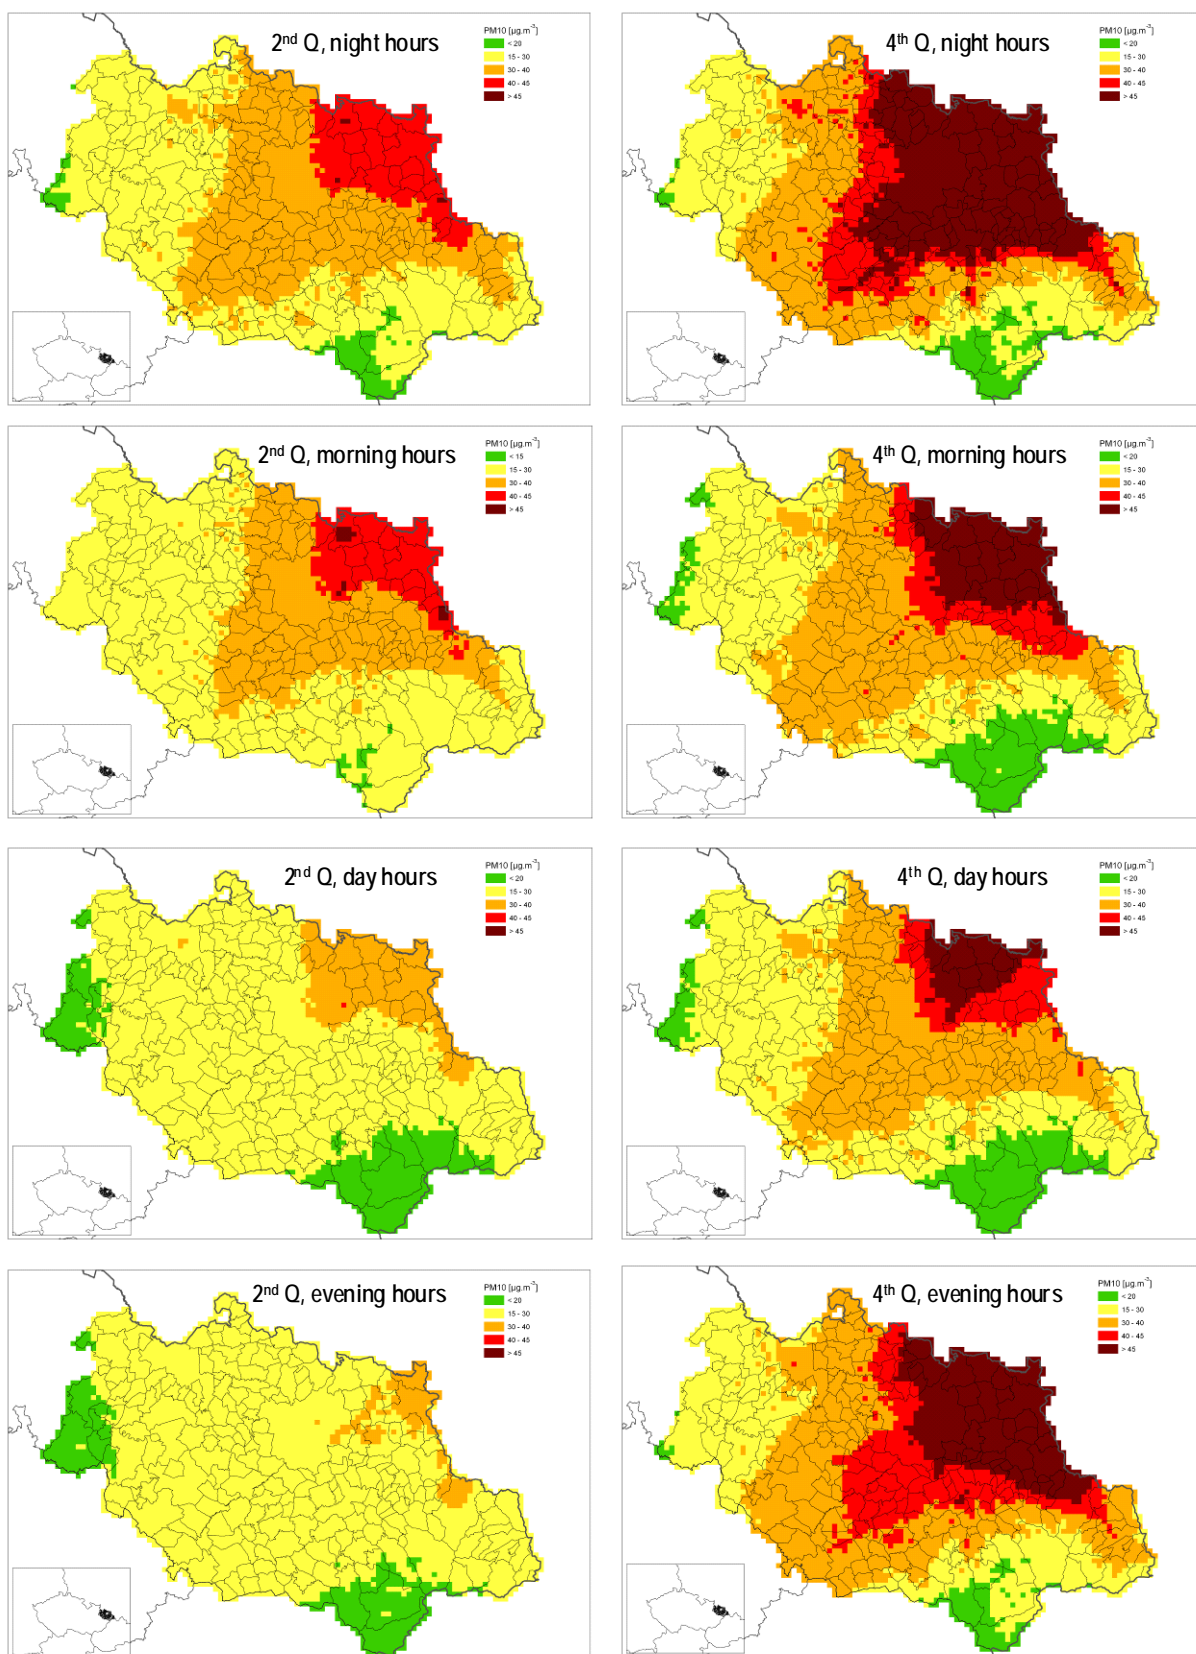 2nd Q, night hours
PM10 [µg.m-3]
< 20
15 - 30
30 - 40
40 - 45
> 45
4th Q, night hours
PM10 [µg.m-3]
< 20
15 - 30
30 - 40
40 - 45
> 45
2nd Q, morning hours
PM10 [µg.m-3]
< 15
15 - 30
30 - 40
40 - 45
> 45
4th Q, morning hours
PM10 [µg.m-3]
< 20
15 - 30
30 - 40
40 - 45
> 45
2nd Q, day hours
PM10 [µg.m-3]
< 20
15 - 30
30 - 40
40 - 45
> 45
4th Q, day hours
PM10 [µg.m-3]
< 20
15 - 30
30 - 40
40 - 45
> 45
2nd Q, evening hours
PM10 [µg.m-3]
< 20
15 - 30
30 - 40
40 - 45
> 45
4th Q, evening hours
PM10 [µg.m-3]
< 20
15 - 30
30 - 40
40 - 45
> 45